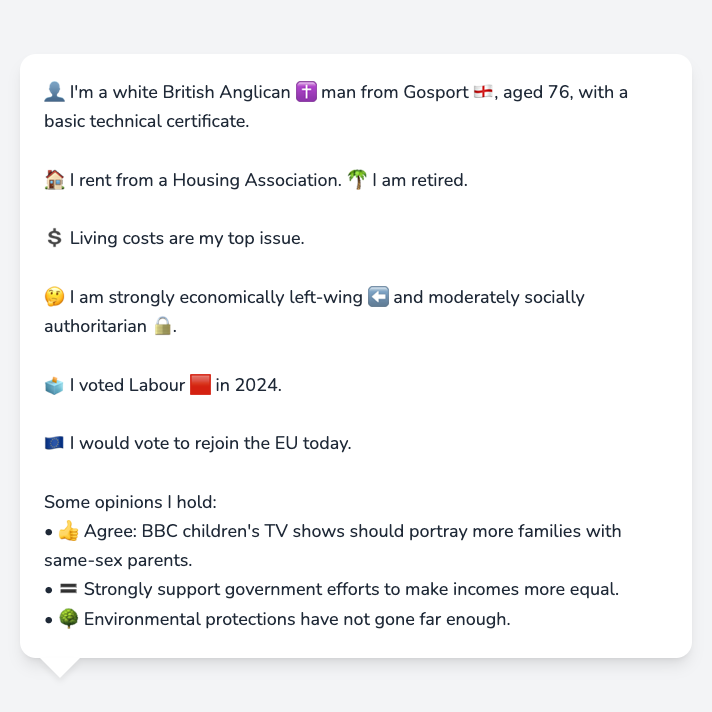 👤 I'm a white British Anglican ✝️ man from Gosport 🏴󠁧󠁢󠁥󠁮󠁧󠁿, aged 76, with a
basic technical certificate.
🏠 I rent from a Housing Association. 🌴 I am retired.
💲 Living costs are my top issue.
🤔 I am strongly economically left-wing ⬅️ and moderately socially
authoritarian 🔒.
🗳️ I voted Labour 🟥 in 2024.
🇪🇺 I would vote to rejoin the EU today.
Some opinions I hold:
• 👍 Agree: BBC children's TV shows should portray more families with
same-sex parents.
• 🟰 Strongly support government efforts to make incomes more equal.
• 🌳 Environmental protections have not gone far enough.